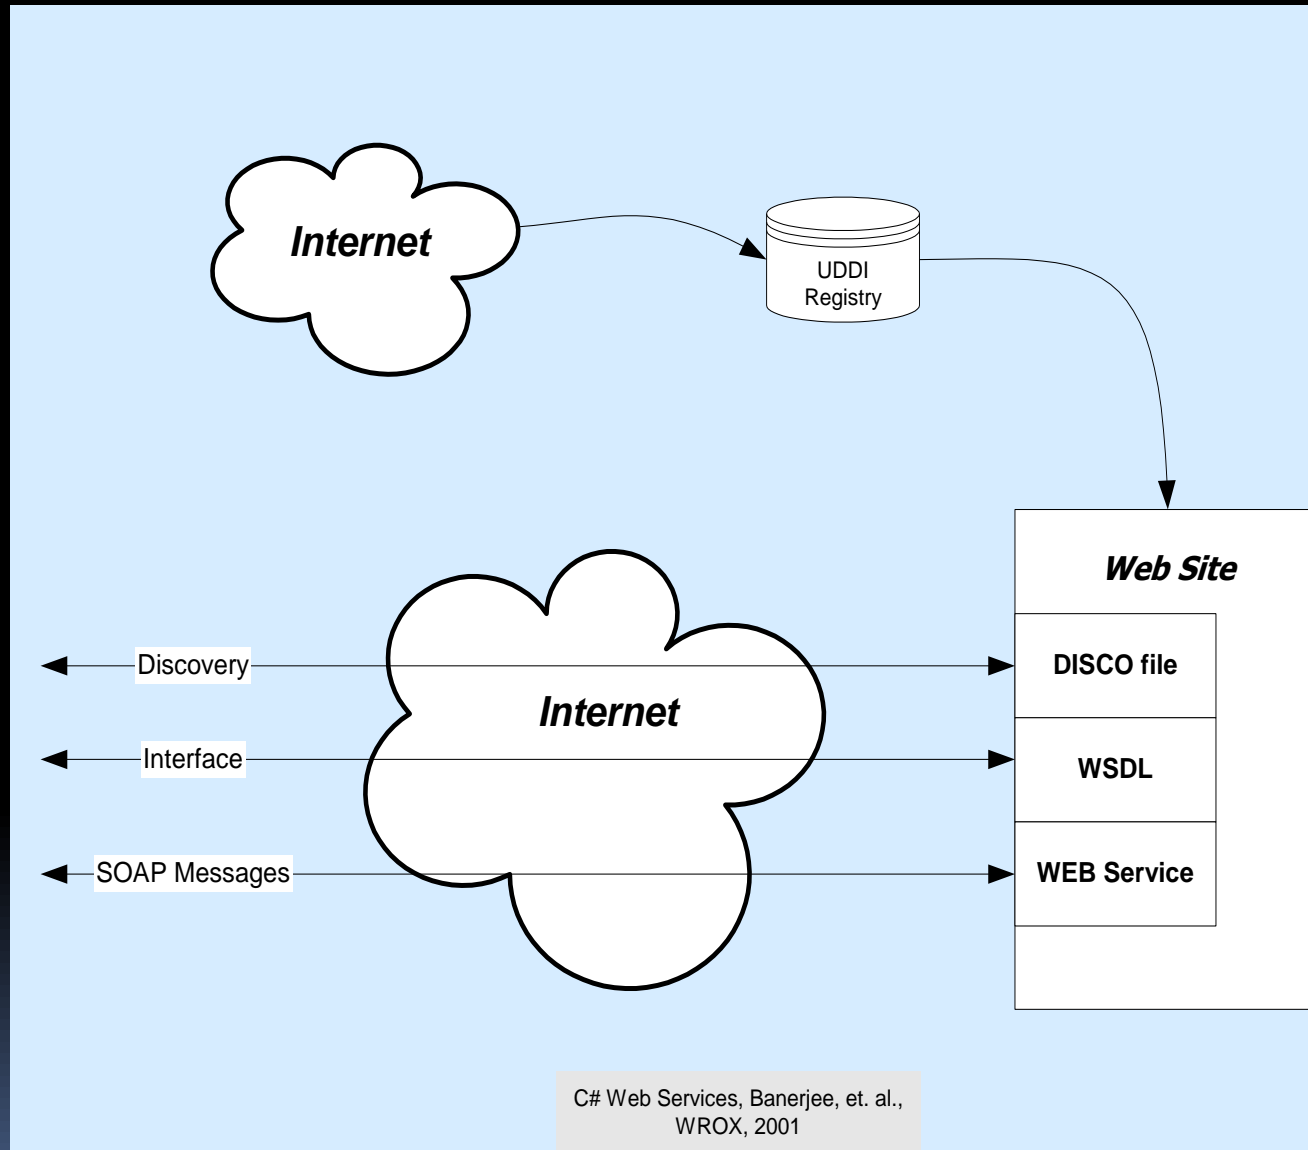 Internet
UDDI
Registry
Web Site
Discovery
DISCO file
Internet
Interface
WSDL
SOAP Messages
WEB Service
C# Web Services, Banerjee, et. al.,
WROX, 2001